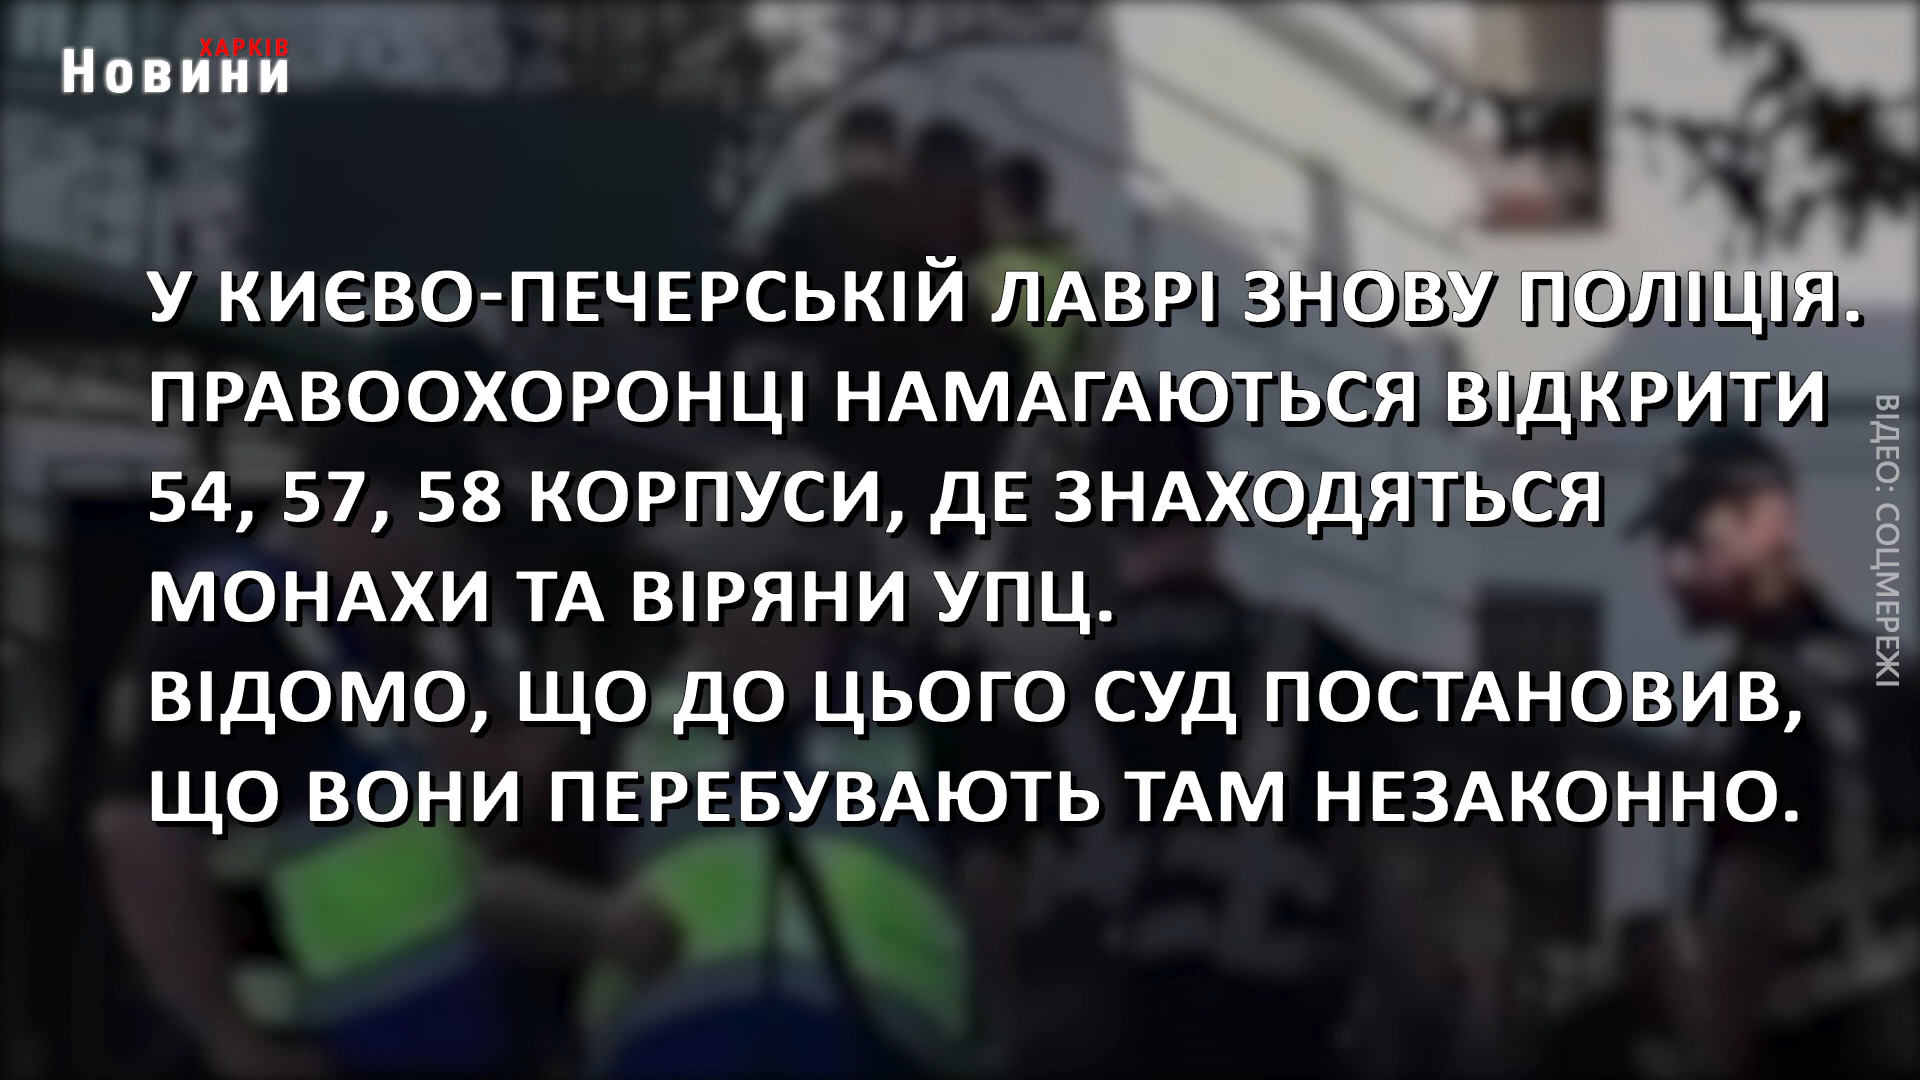 ХАРКІВ
Новини
У КИЄВО-ПЕЧЕРСЬКІЙ ЛАВРІ ЗНОВУ ПОЛІЦІЯ.
ПРАВООХОРОНЦІ НАМАГАЮТЬСЯ ВІДКРИТИ
54, 57, 58 КОРПУСИ, ДЕ ЗНАХОДЯТЬСЯ
МОНАХИ ТА ВІРЯНИ УПЦ.
ВІДОМО, ЩО ДО ЦЬОГО СУД ПОСТАНОВИВ,
ЩО ВОНИ ПЕРЕБУВАЮТЬ ТАМ НЕЗАКОННО.
ВІДЕО: СОЦМЕРЕЖІ